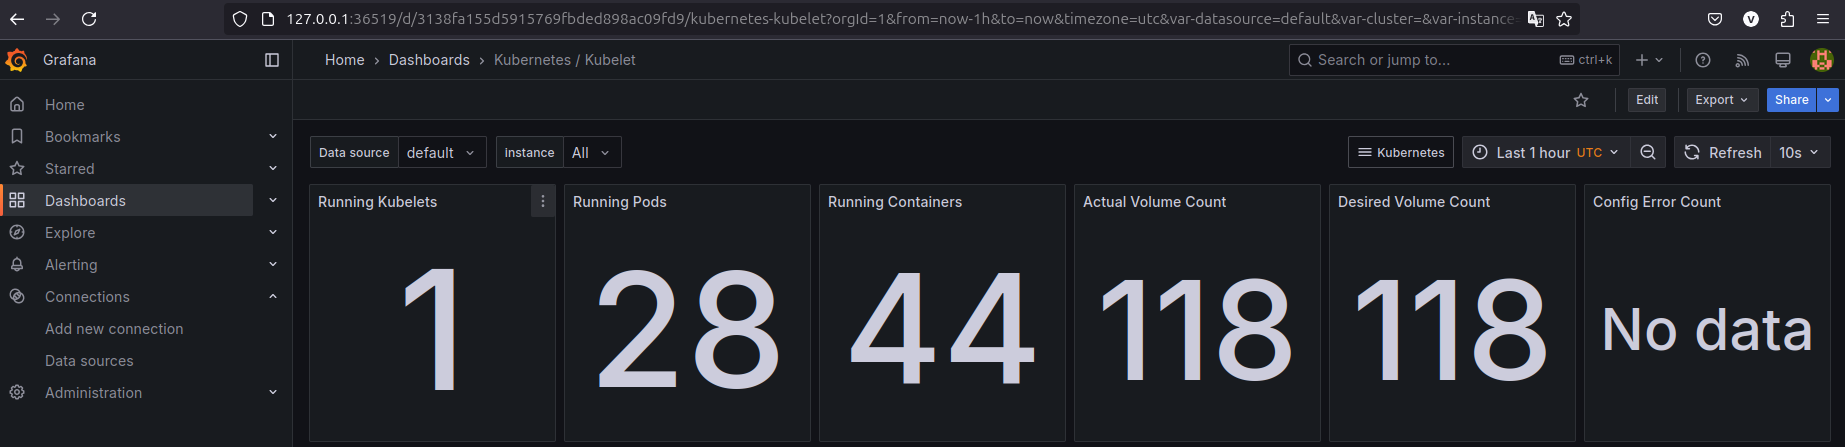 127.0.0.1:36519/d/3138fa155d5915769fbded898ac09fd9/kubernetes-kubelet?orgId=1&from=now-1h&to=now&timezone=utc&var-datasource=default&var-cluster=&var-instance=
Grafana
Home › Dashboards › Kubernetes / Kubelet
Search or jump to...
ctrl+k
Edit
Export
Share
Home
Bookmarks
Starred
Dashboards
Explore
Alerting
Connections
Add new connection
Data sources
Administration
Data source default
instance All
Kubernetes
Last 1 hour UTC
Refresh 10s
Running Kubelets
1
Running Pods
28
Running Containers
44
Actual Volume Count
118
Desired Volume Count
118
Config Error Count
No data